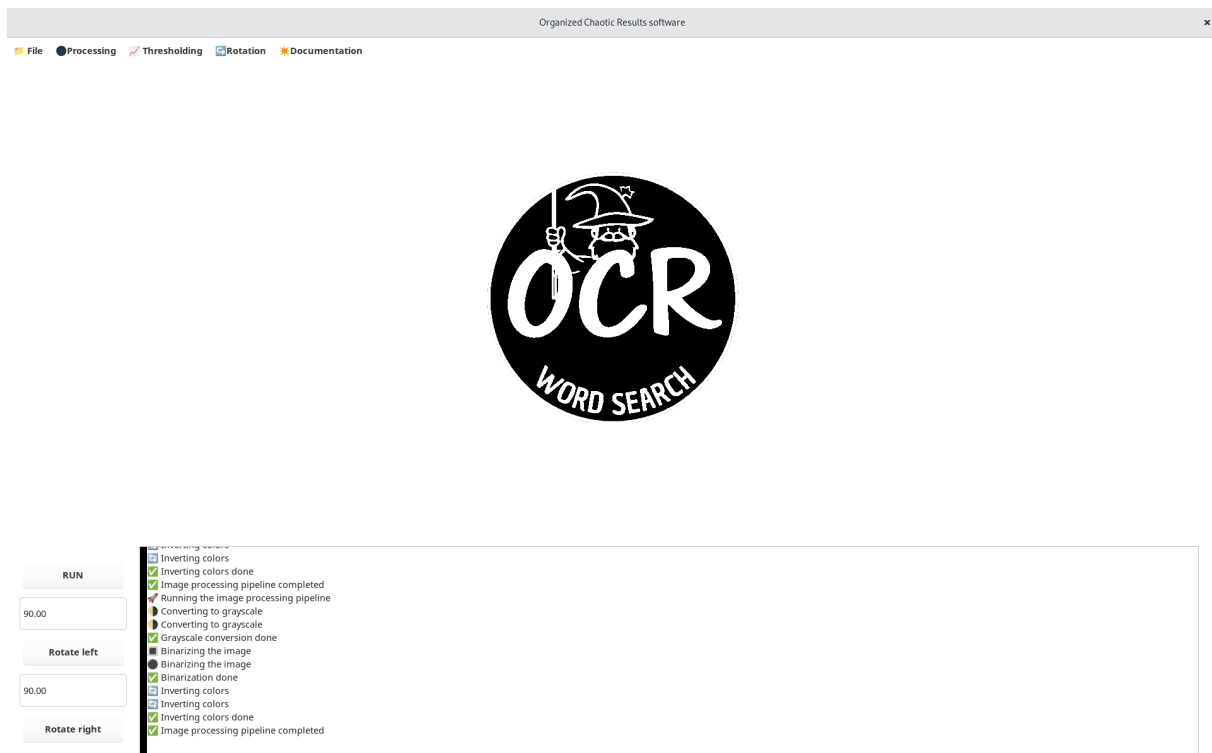 Organized Chaotic Results software
File Processing Thresholding Rotation Documentation
OCR
WORD SEARCH
Inverting colors
Inverting colors
Inverting colors done
Image processing pipeline completed
Running the image processing pipeline
Converting to grayscale
Converting to grayscale
Grayscale conversion done
Binarizing the image
Binarizing the image
Binarization done
Inverting colors
Inverting colors
Inverting colors done
Image processing pipeline completed
RUN
90.00
Rotate left
90.00
Rotate right